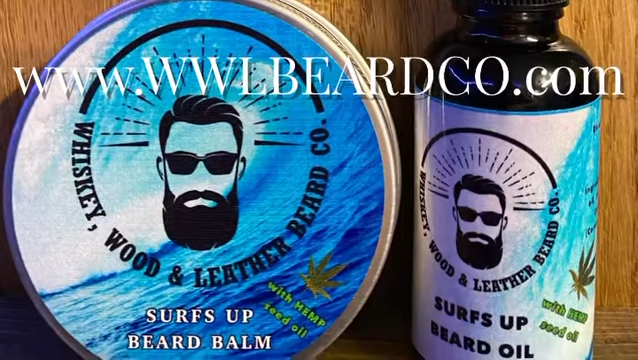 www.WWLBEARDCO.com
WHISKEY, WOOD & LEATHER BEARD CO.
with HEMP
seed oil
SURFS UP
BEARD BALM
WHISKEY, WOOD & LEATHER BEARD CO.
with HEMP
seed oil
SURFS UP
BEARD OIL